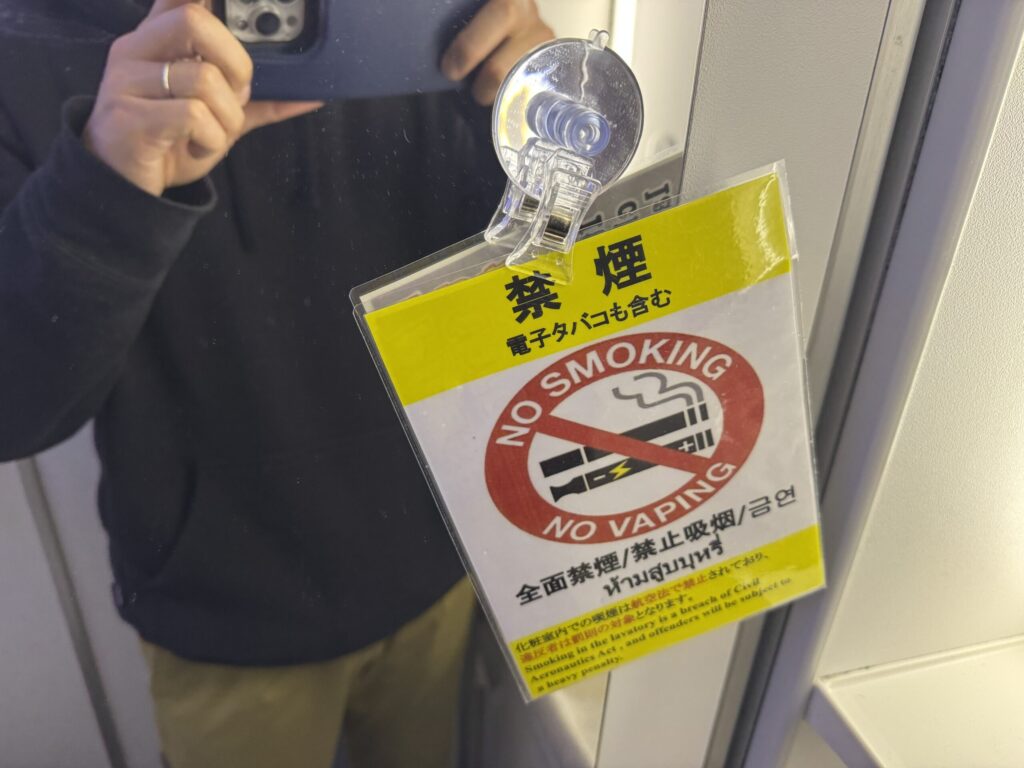 禁煙
電子タバコも含む
NO SMOKING
NO VAPING
全面禁煙/禁止吸烟/금연
ห้ามสูบบุหรี่
化粧室内での喫煙は航空法で禁止されており、
違反者は罰則の対象となります。
Smoking in the lavatory is a breach of Civil
Aeronautics Act , and offenders will be subject to
a heavy penalty.